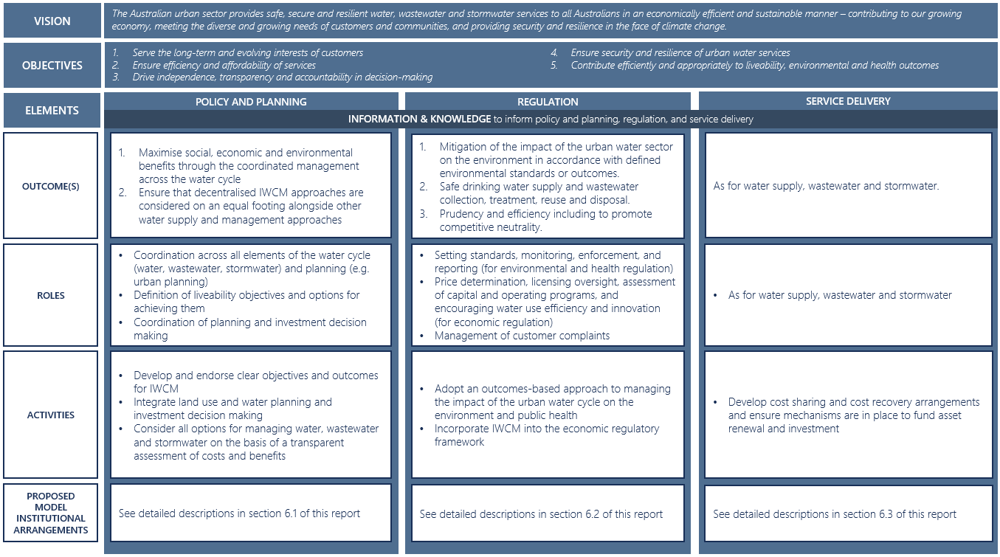 VISION
The Australian urban sector provides safe, secure and resilient water, wastewater and stormwater services to all Australians in an economically efficient and sustainable manner – contributing to our growing
economy, meeting the diverse and growing needs of customers and communities, and providing security and resilience in the face of climate change.
OBJECTIVES
1. Serve the long-term and evolving interests of customers
2. Ensure efficiency and affordability of services
3. Drive independence, transparency and accountability in decision-making
4. Ensure security and resilience of urban water services
5. Contribute efficiently and appropriately to liveability, environmental and health outcomes
ELEMENTS
POLICY AND PLANNING
REGULATION
SERVICE DELIVERY
INFORMATION & KNOWLEDGE to inform policy and planning, regulation, and service delivery
OUTCOME(S)
1. Maximise social, economic and environmental
benefits through the coordinated management
across the water cycle
2. Ensure that decentralised IWCM approaches are
considered on an equal footing alongside other
water supply and management approaches
1. Mitigation of the impact of the urban water sector
on the environment in accordance with defined
environmental standards or outcomes.
2. Safe drinking water supply and wastewater
collection, treatment, reuse and disposal.
3. Prudency and efficiency including to promote
competitive neutrality.
As for water supply, wastewater and stormwater.
ROLES
• Coordination across all elements of the water cycle
(water, wastewater, stormwater) and planning (e.g.
urban planning)
• Definition of liveability objectives and options for
achieving them
• Coordination of planning and investment decision
making
• Setting standards, monitoring, enforcement, and
reporting (for environmental and health regulation)
• Price determination, licensing oversight, assessment
of capital and operating programs, and
encouraging water use efficiency and innovation
(for economic regulation)
• Management of customer complaints
• As for water supply, wastewater and stormwater
ACTIVITIES
• Develop and endorse clear objectives and outcomes
for IWCM
• Integrate land use and water planning and
investment decision making
• Consider all options for managing water, wastewater
and stormwater on the basis of a transparent
assessment of costs and benefits
• Adopt an outcomes-based approach to managing
the impact of the urban water cycle on the
environment and public health
• Incorporate IWCM into the economic regulatory
framework
• Develop cost sharing and cost recovery arrangements
and ensure mechanisms are in place to fund asset
renewal and investment
PROPOSED
MODEL
INSTITUTIONAL
ARRANGEMENTS
See detailed descriptions in section 6.1 of this report
See detailed descriptions in section 6.2 of this report
See detailed descriptions in section 6.3 of this report